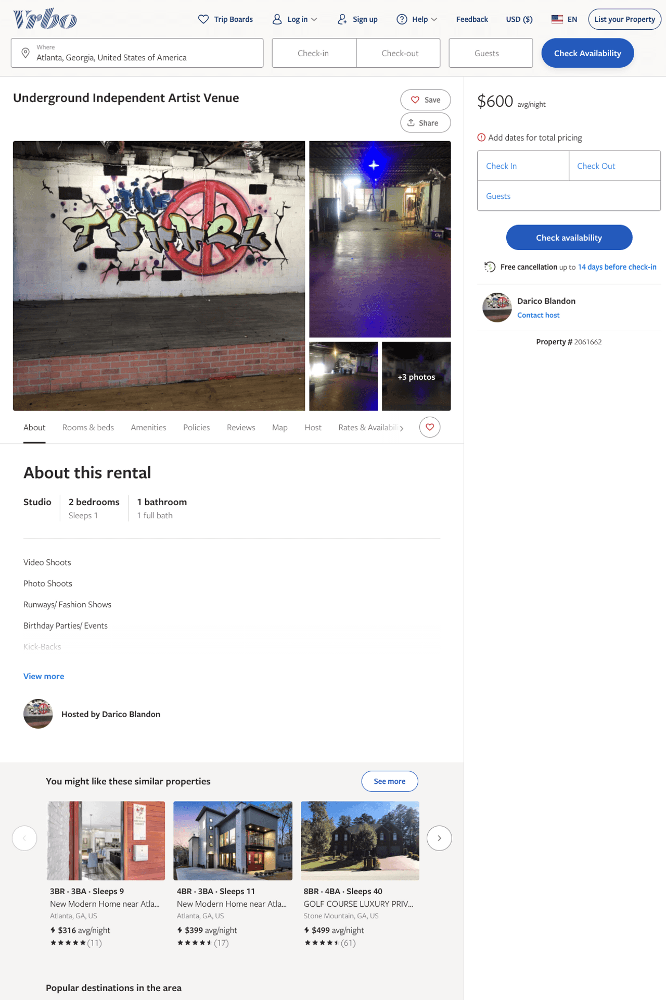 Vrbo
Trip Boards
Log in
Sign up
Help
Feedback
USD ($)
EN
List your Property
Where
Atlanta, Georgia, United States of America
Check-in
Check-out
Guests
Check Availability
Underground Independent Artist Venue
Save
Share
THE
TUNNEL
GT
+3 photos
$600 avg/night
Add dates for total pricing
Check In
Check Out
Guests
Check availability
Free cancellation up to 14 days before check-in
Darico Blandon
Contact host
Property # 2061662
About
Rooms & beds
Amenities
Policies
Reviews
Map
Host
Rates & Availabili
About this rental
Studio
2 bedrooms
Sleeps 1
1 bathroom
1 full bath
Video Shoots
Photo Shoots
Runways/ Fashion Shows
Birthday Parties/ Events
Kick-Backs
View more
Hosted by Darico Blandon
You might like these similar properties
See more
3BR · 3BA · Sleeps 9
New Modern Home near Atla...
Atlanta, GA, US
$316 avg/night
(11)
4BR · 3BA · Sleeps 11
New Modern Home near Atla...
Atlanta, GA, US
$399 avg/night
(17)
8BR · 4BA · Sleeps 40
GOLF COURSE LUXURY PRIV...
Stone Mountain, GA, US
$499 avg/night
(61)
Popular destinations in the area